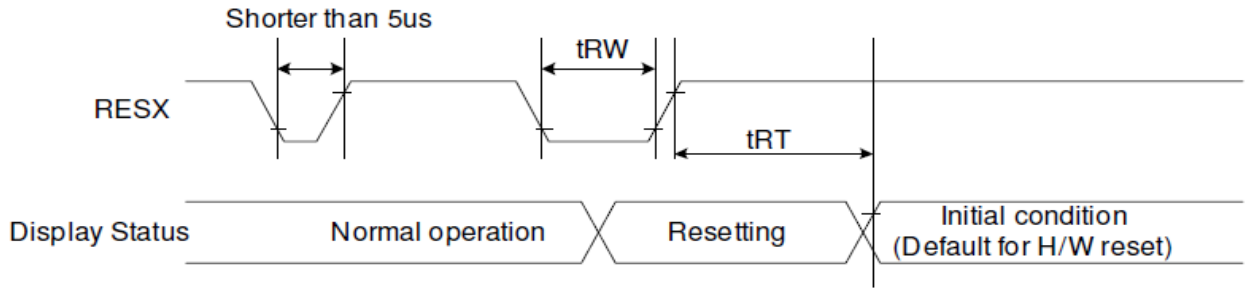 Shorter than 5us
tRW
RESX
tRT
Display Status
Normal operation
Resetting
Initial condition
(Default for H/W reset)